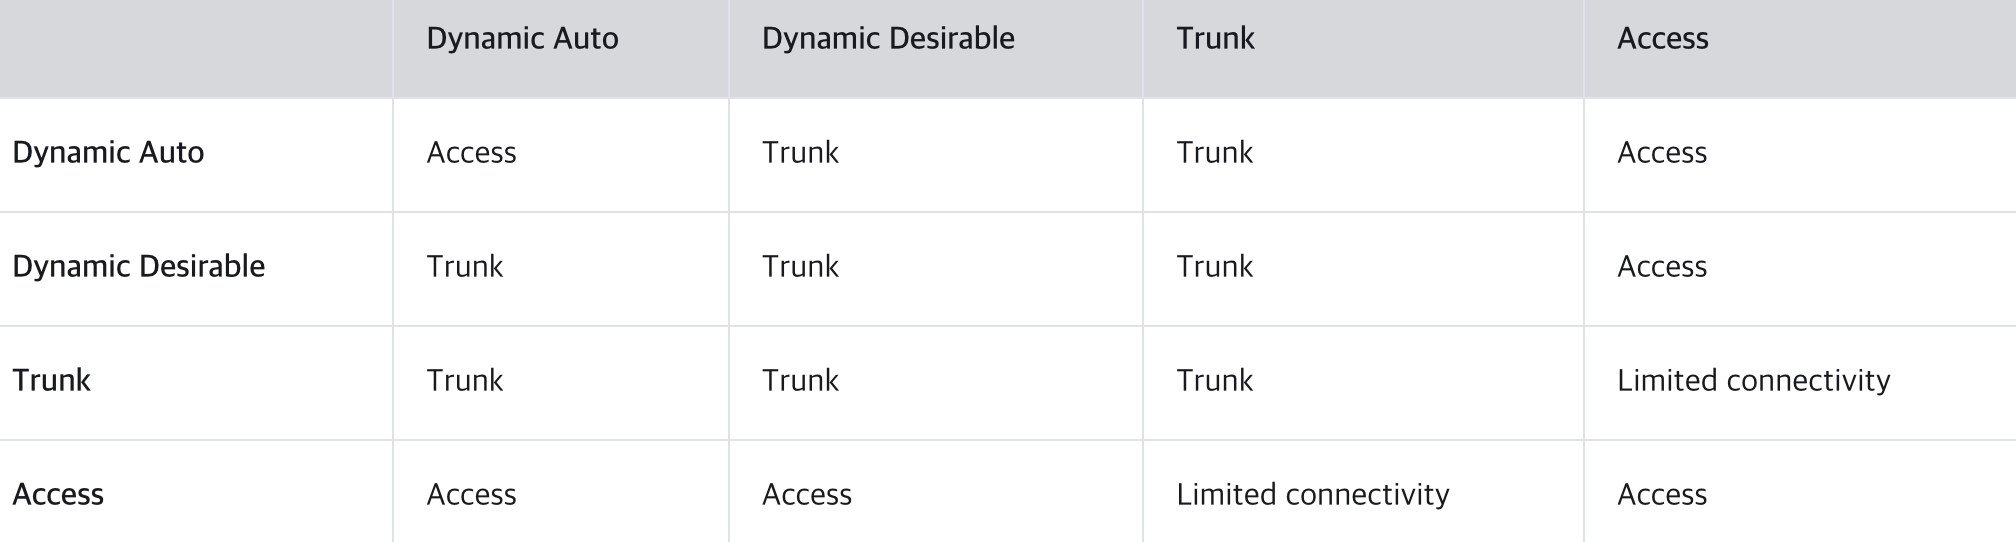 Dynamic Auto Dynamic Desirable Trunk Access
Dynamic Auto Access Trunk Trunk Access
Dynamic Desirable Trunk Trunk Trunk Access
Trunk Trunk Trunk Trunk Limited connectivity
Access Access Access Limited connectivity Access